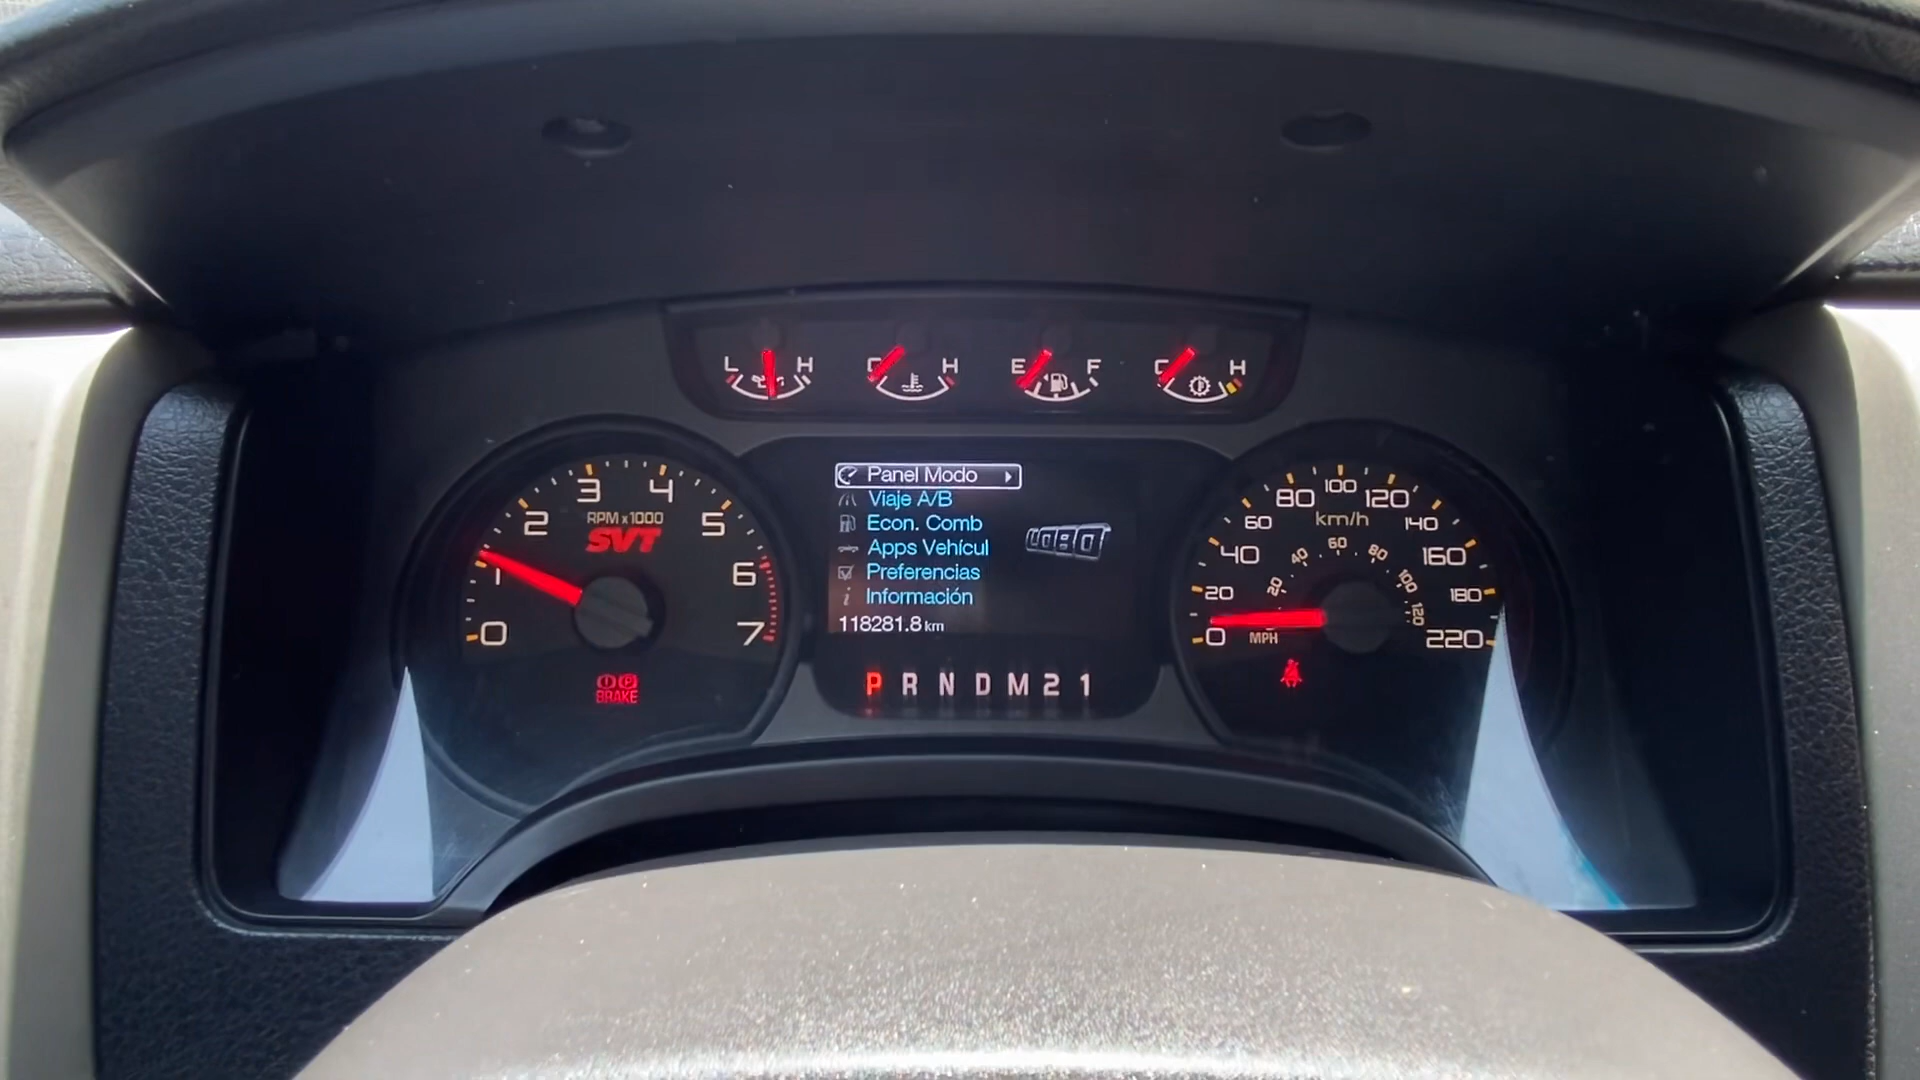 L H
C H
E F
C H
0 1 2 3 4 5 6 7
RPM x1000
SVT
BRAKE
Panel Modo
Viaje A/B
Econ. Comb
Apps Vehícul
Preferencias
Información
118281.8 km
P R N D M 2 1
0 20 40 60 80 100 120 140 160 180 220
km/h
20 40 60 80 100 120
MPH